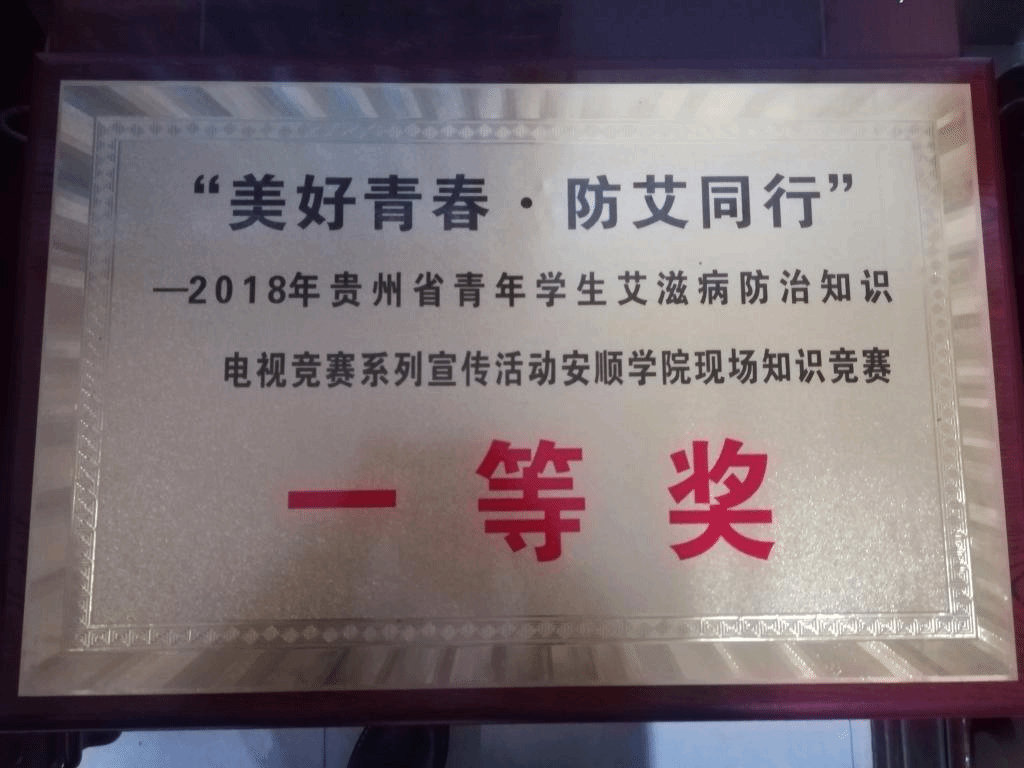 “美好青春·防艾同行”
—2018年贵州省青年学生艾滋病防治知识
电视竞赛系列宣传活动安顺学院现场知识竞赛
一等奖